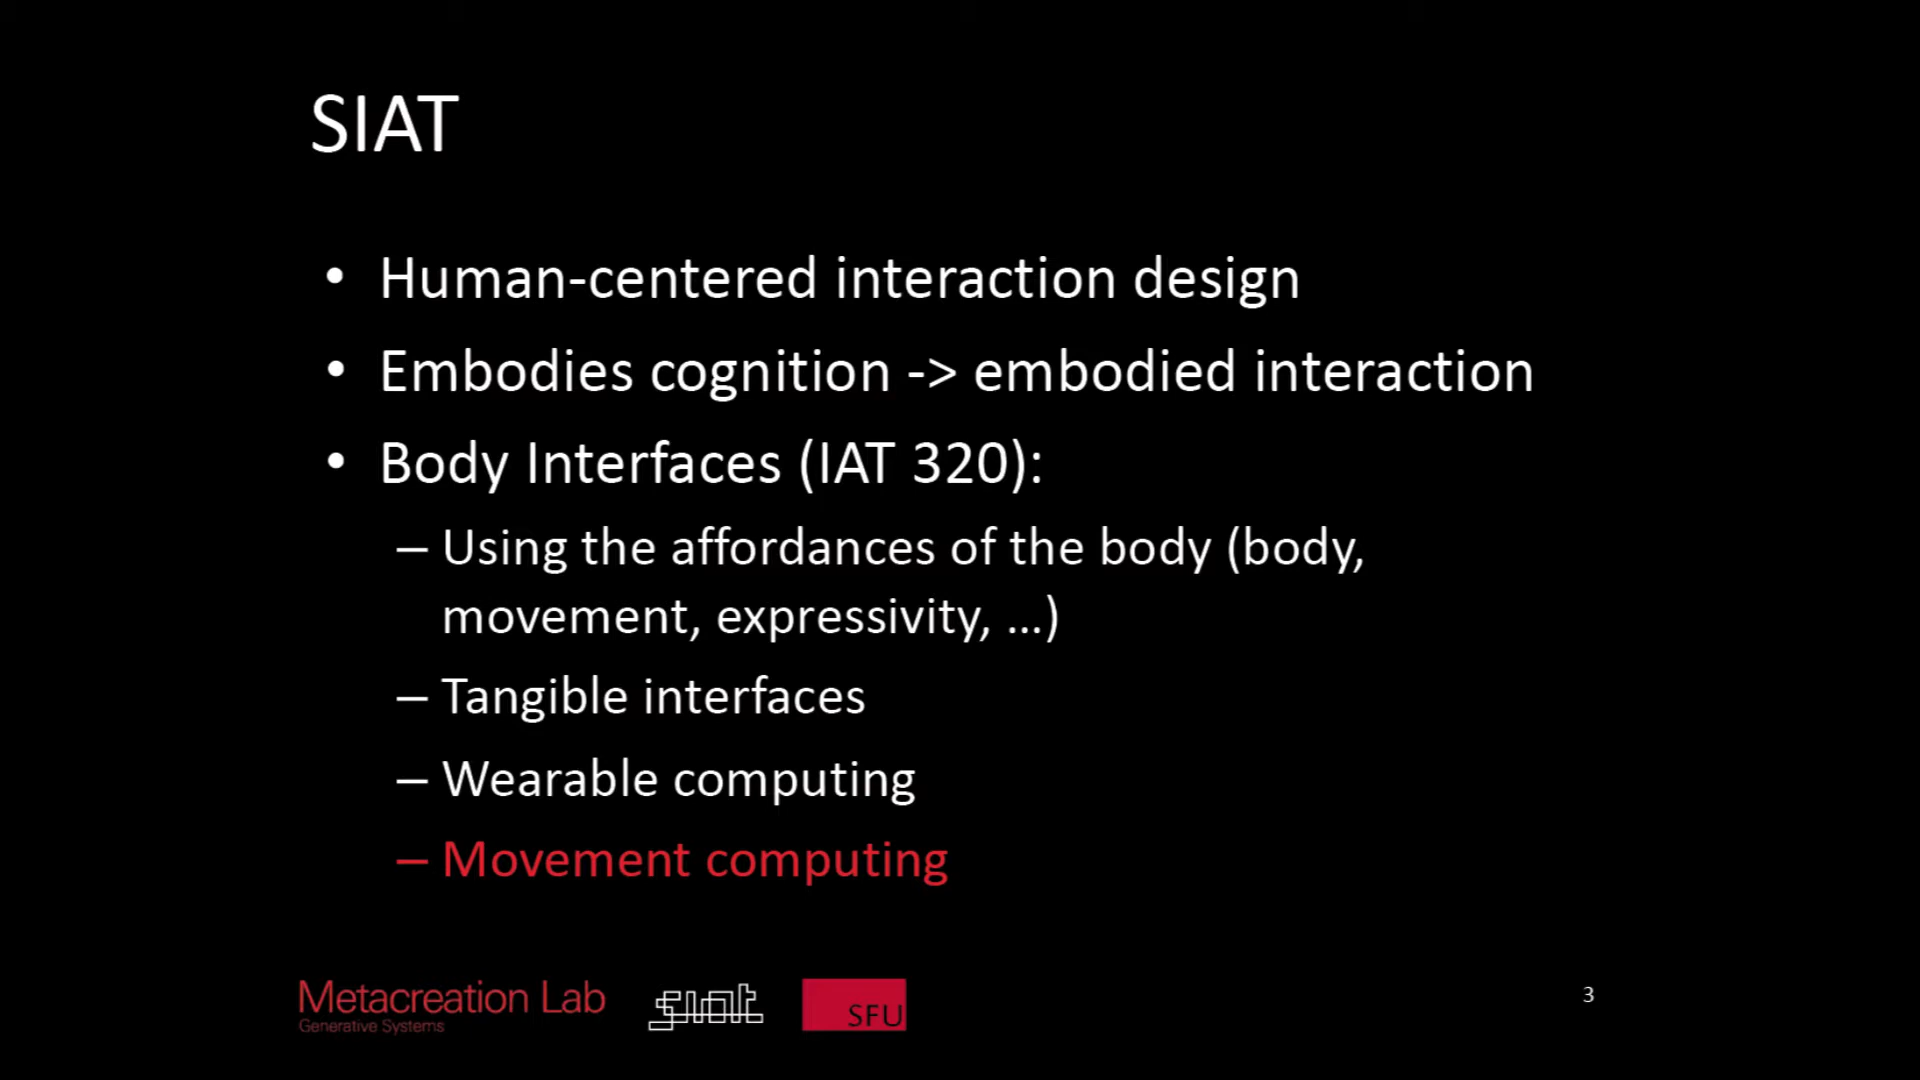 SIAT
• Human-centered interaction design
• Embodies cognition -> embodied interaction
• Body Interfaces (IAT 320):
– Using the affordances of the body (body,
movement, expressivity, ...)
– Tangible interfaces
– Wearable computing
– Movement computing
Metacreation Lab
Generative Systems
siat
SFU
3